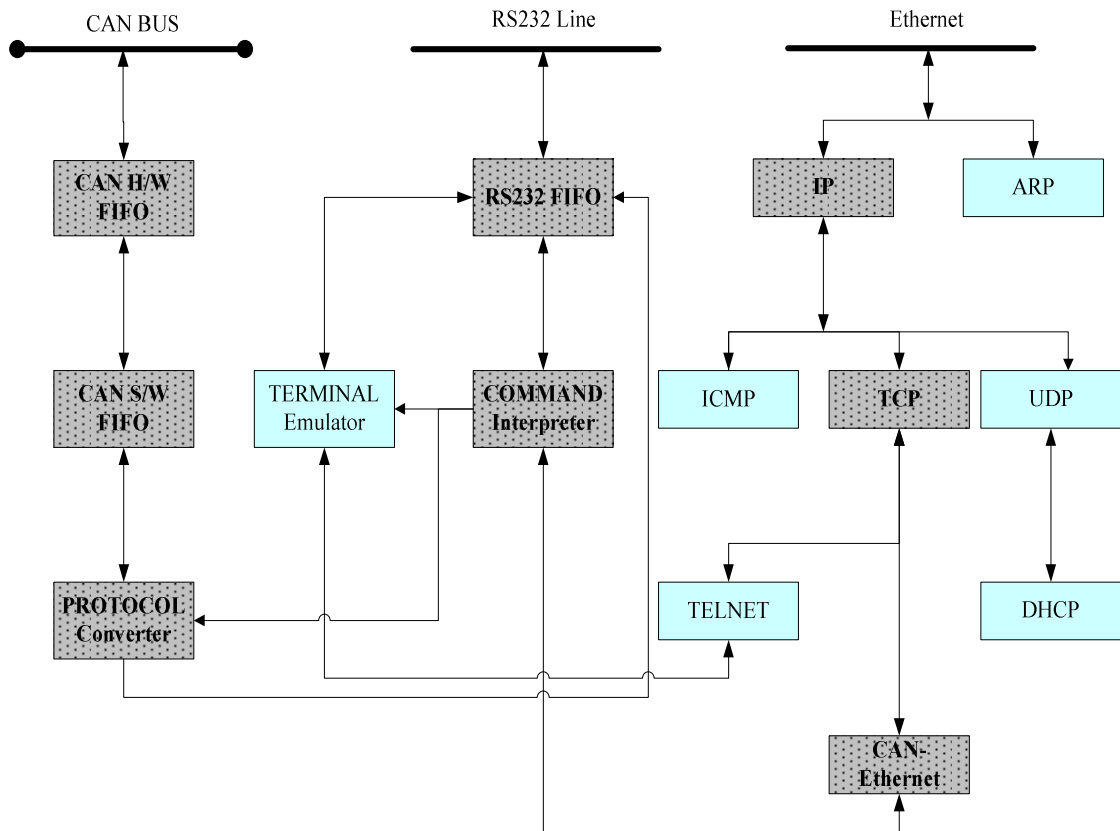 CAN BUS
RS232 Line
Ethernet
CAN H/W
FIFO
RS232 FIFO
IP
ARP
CAN S/W
FIFO
TERMINAL
Emulator
COMMAND
Interpreter
ICMP
TCP
UDP
PROTOCOL
Converter
TELNET
DHCP
CAN-
Ethernet